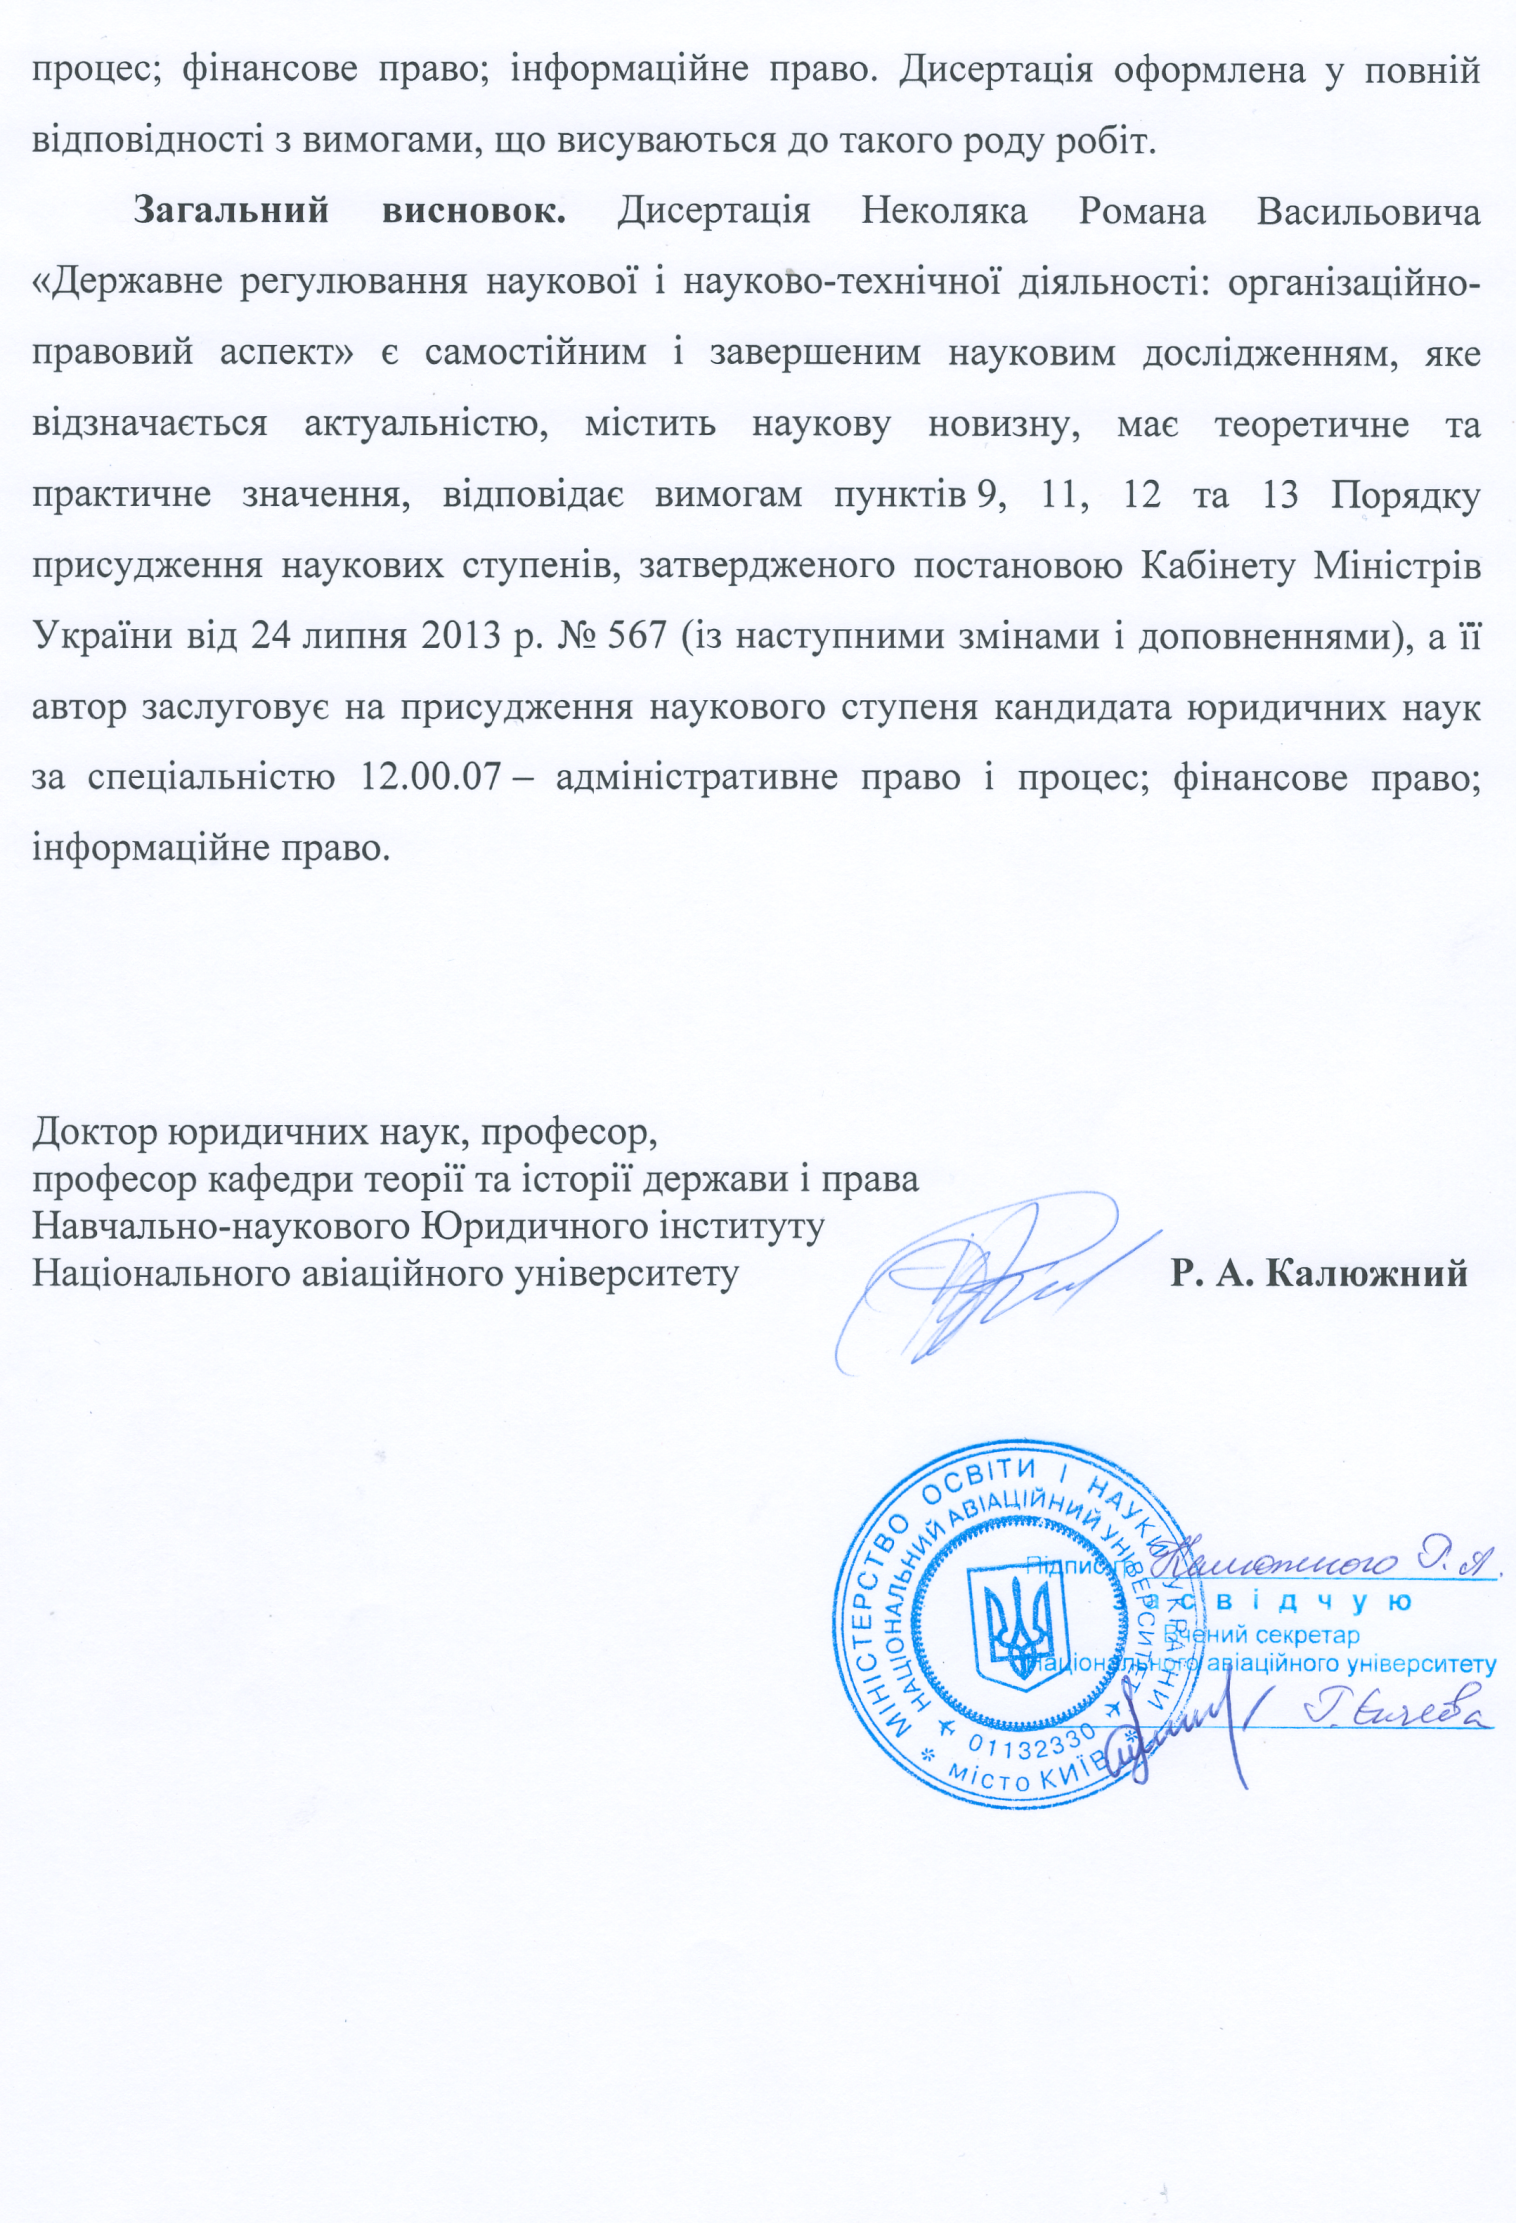 процес; фінансове право; інформаційне право. Дисертація оформлена у повній
відповідності з вимогами, що висуваються до такого роду робіт.
Загальний висновок. Дисертація Неколяка Романа Васильовича
«Державне регулювання наукової і науково-технічної діяльності: організаційно-
правовий аспект» є самостійним і завершеним науковим дослідженням, яке
відзначається актуальністю, містить наукову новизну, має теоретичне та
практичне значення, відповідає вимогам пунктів 9, 11, 12 та 13 Порядку
присудження наукових ступенів, затвердженого постановою Кабінету Міністрів
України від 24 липня 2013 р. № 567 (із наступними змінами і доповненнями), а її
автор заслуговує на присудження наукового ступеня кандидата юридичних наук
за спеціальністю 12.00.07 – адміністративне право і процес; фінансове право;
інформаційне право.
Доктор юридичних наук, професор,
професор кафедри теорії та історії держави і права
Навчально-наукового Юридичного інституту
Національного авіаційного університету
Р. А. Калюжний
МІНІСТЕРСТВО ОСВІТИ І НАУКИ УКРАЇНИ
НАЦІОНАЛЬНИЙ АВІАЦІЙНИЙ УНІВЕРСИТЕТ
01132330
місто КИЇВ
Підпис гр. Калюжного Р. А.
засвідчую
Вчений секретар
Національного авіаційного університету